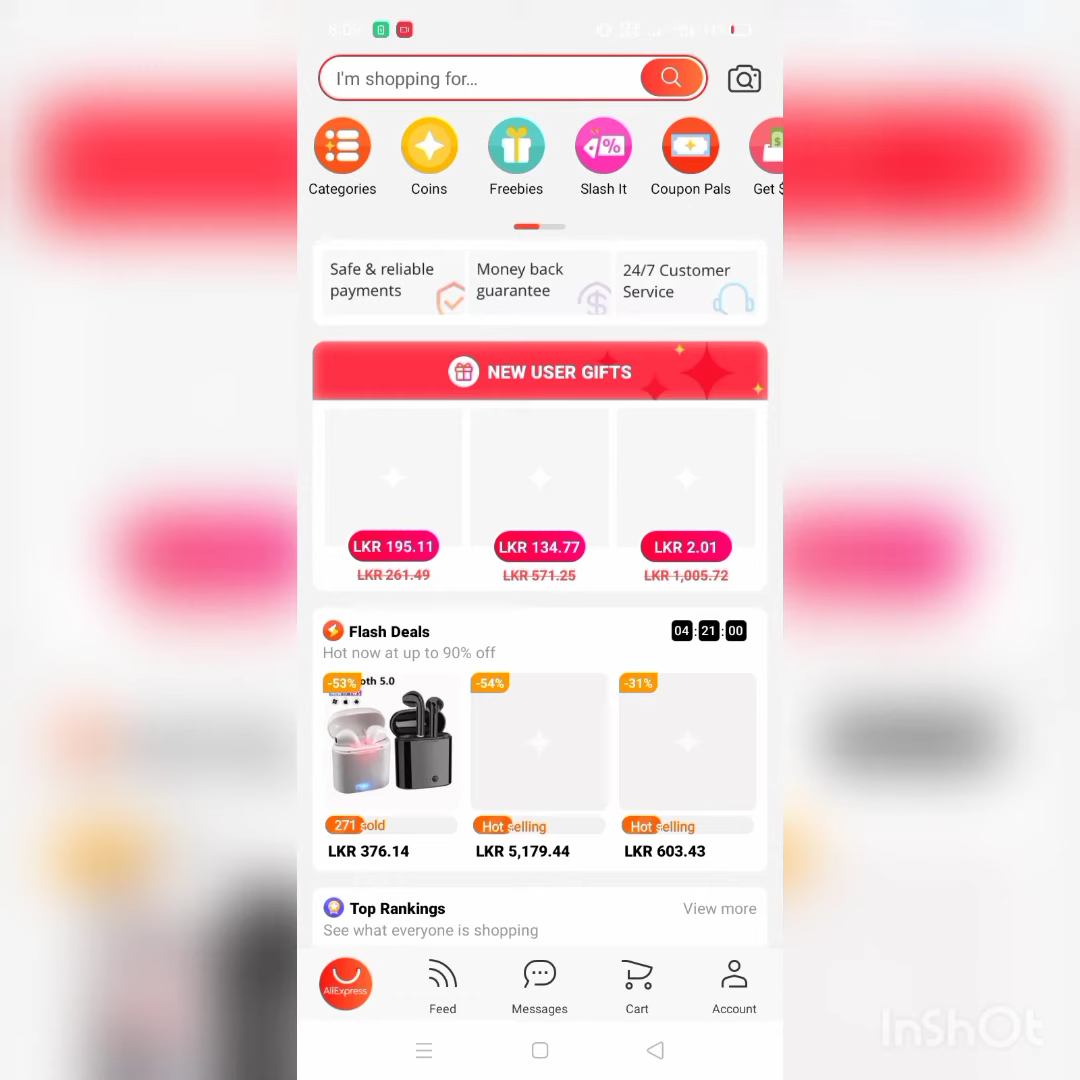 I'm shopping for...
Categories
Coins
Freebies
Slash It
Coupon Pals
Get $
Safe & reliable
payments
Money back
guarantee
24/7 Customer
Service
NEW USER GIFTS
LKR 195.11
LKR 134.77
LKR 2.01
LKR 261.49
LKR 571.25
LKR 1,005.72
Flash Deals
04:21:00
Hot now at up to 90% off
-53%
oth 5.0
-54%
-31%
271 sold
Hot selling
Hot selling
LKR 376.14
LKR 5,179.44
LKR 603.43
Top Rankings
View more
See what everyone is shopping
AliExpress
Feed
Messages
Cart
Account
InShOt